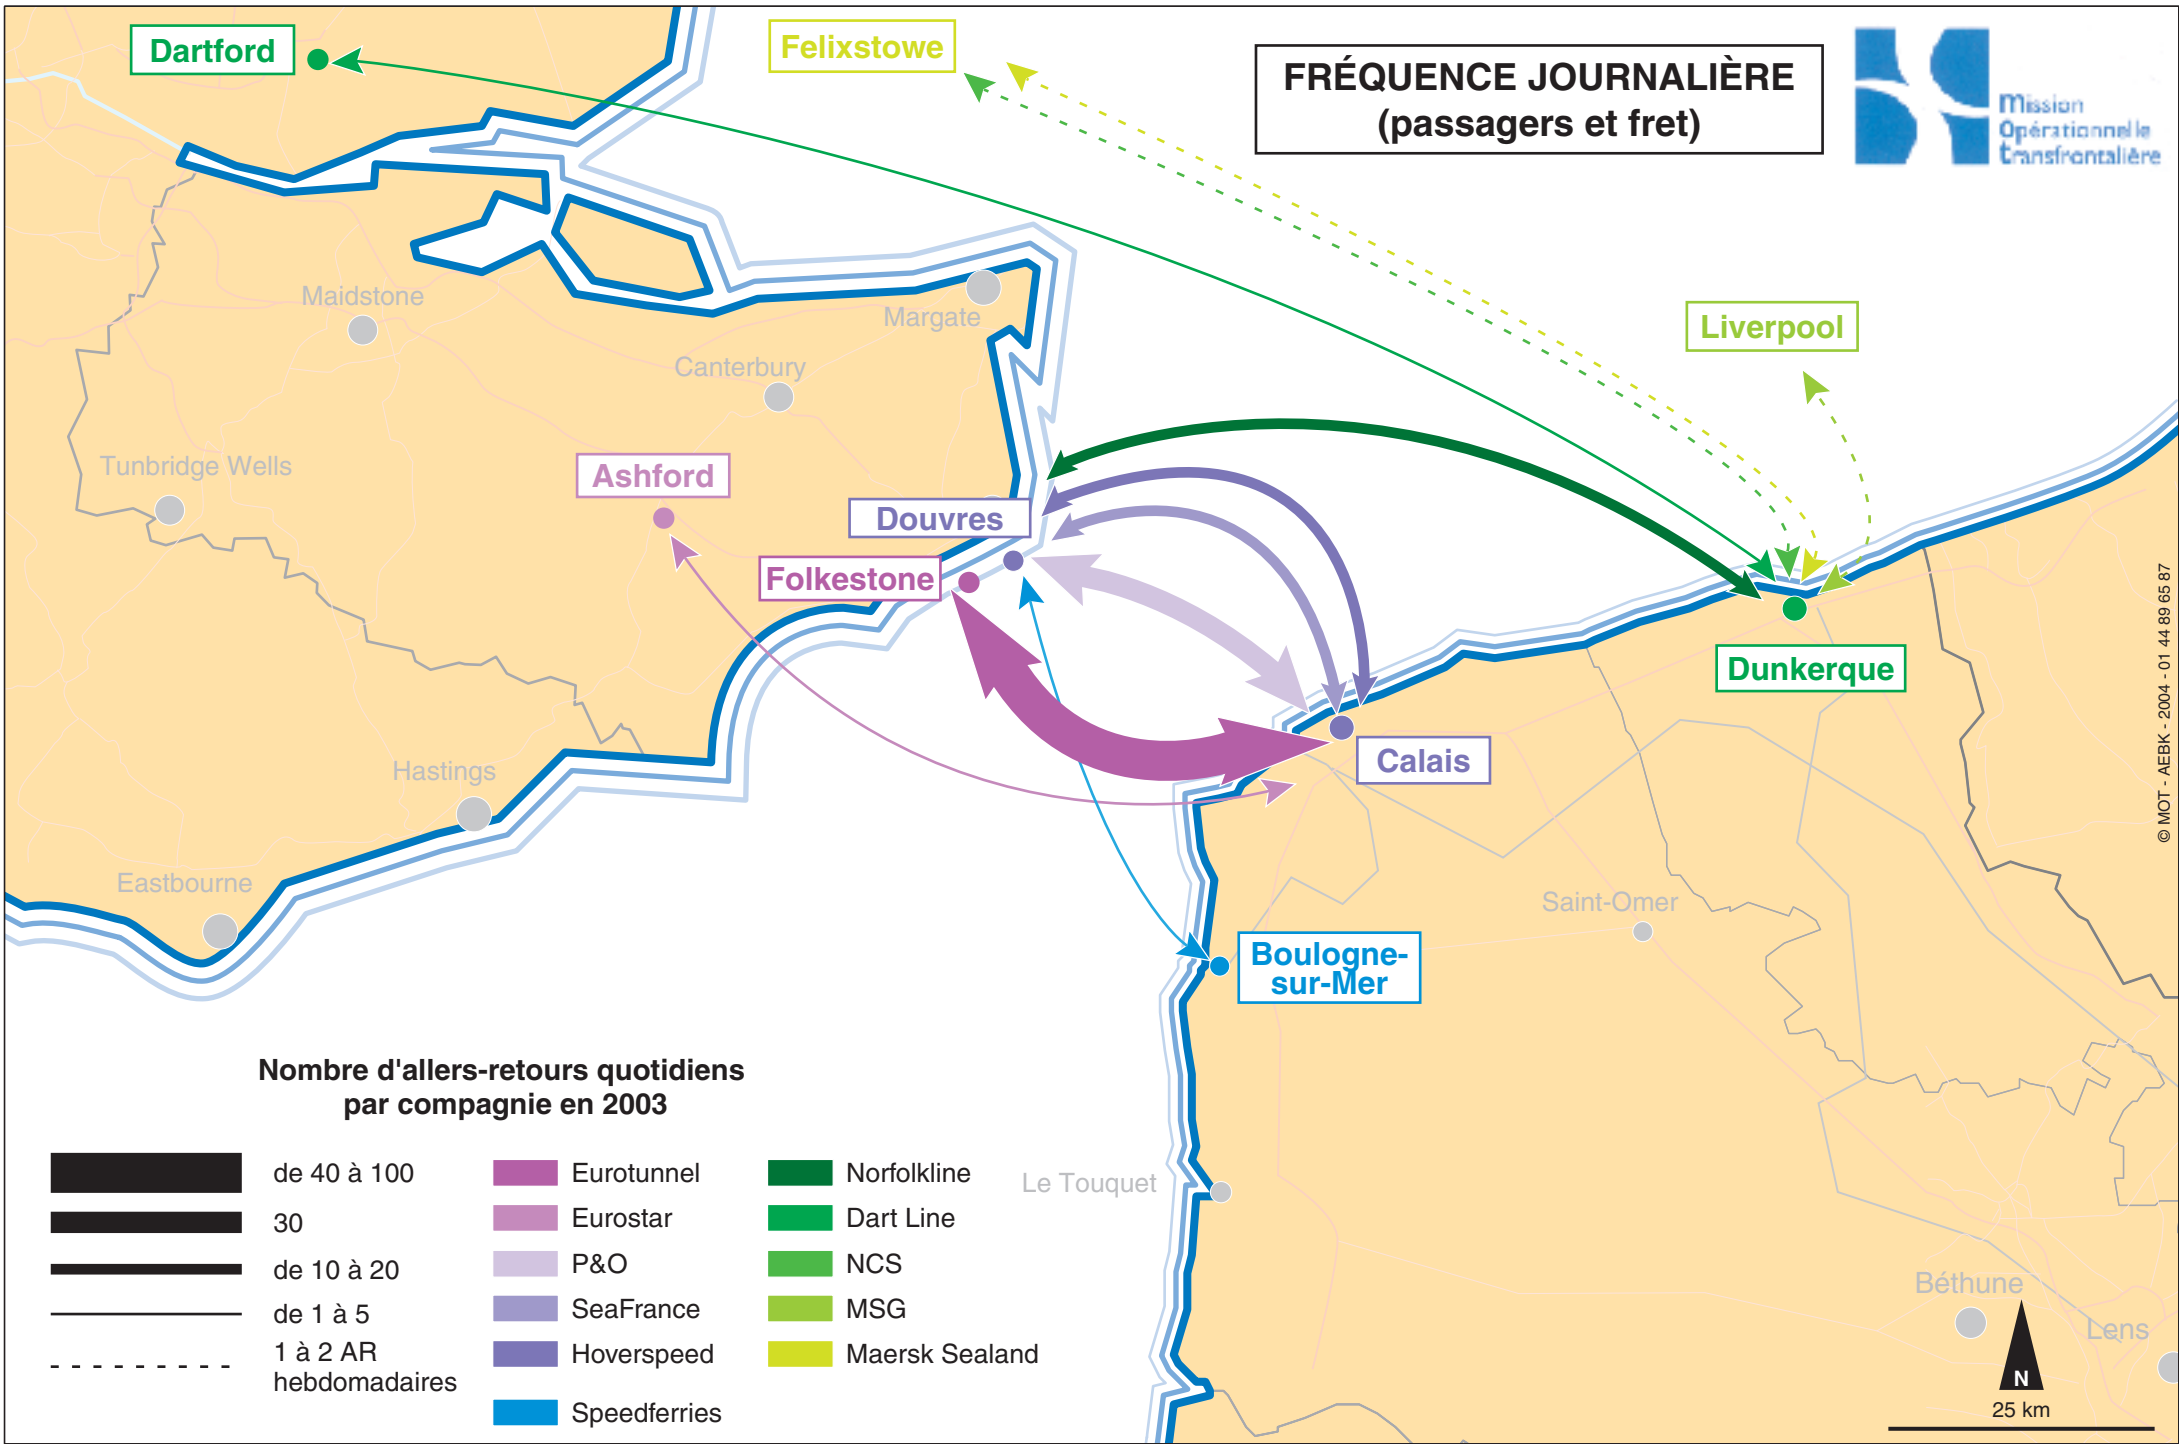 Dartford
Felixstowe
FRÉQUENCE JOURNALIÈRE
(passagers et fret)
mission
Opérationnelle
transfrontalière
Maidstone
Margate
Liverpool
Canterbury
Tunbridge Wells
Ashford
Douvres
Folkestone
Dunkerque
Calais
Hastings
Eastbourne
Saint-Omer
Boulogne-
sur-Mer
© MOT - AEBK - 2004 - 01 44 89 65 87
Nombre d'allers-retours quotidiens
par compagnie en 2003
de 40 à 100
30
de 10 à 20
de 1 à 5
1 à 2 AR
hebdomadaires
Eurotunnel
Eurostar
P&O
SeaFrance
Hoverspeed
Speedferries
Norfolkline
Dart Line
NCS
MSG
Maersk Sealand
Le Touquet
Béthune
Lens
N
25 km